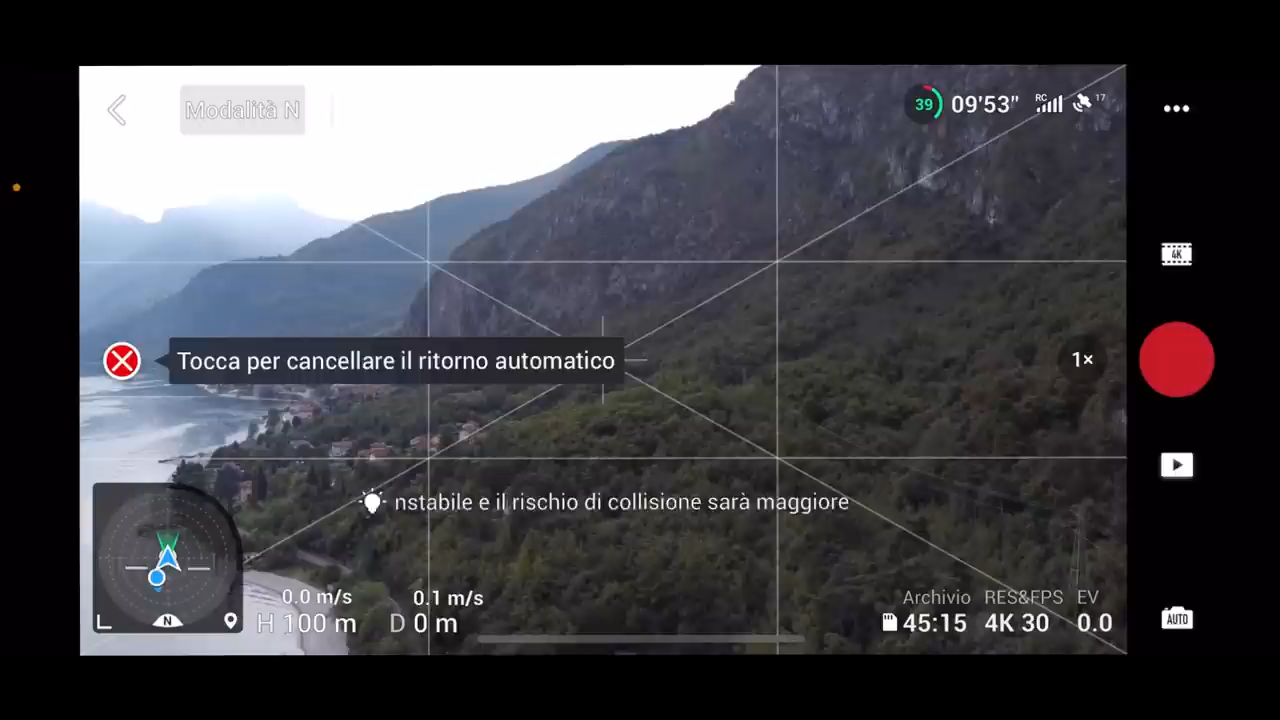 Modalità N
39
09'53"
RC
17
4K
Tocca per cancellare il ritorno automatico
1×
nstabile e il rischio di collisione sarà maggiore
0.0 m/s
0.1 m/s
H 100 m
D 0 m
N
Archivio
RES&FPS
EV
45:15
4K 30
0.0
AUTO